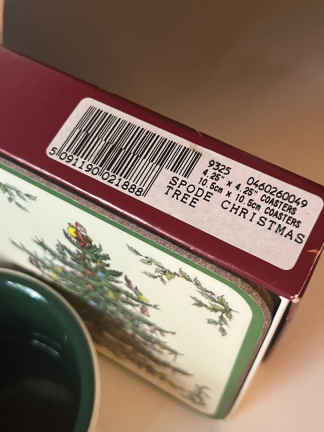 9325 0460260049
4.25" x 4.25" COASTERS
10.5cm x 10.5cm COASTERS
SPODE CHRISTMAS
TREE
5 091190 021888